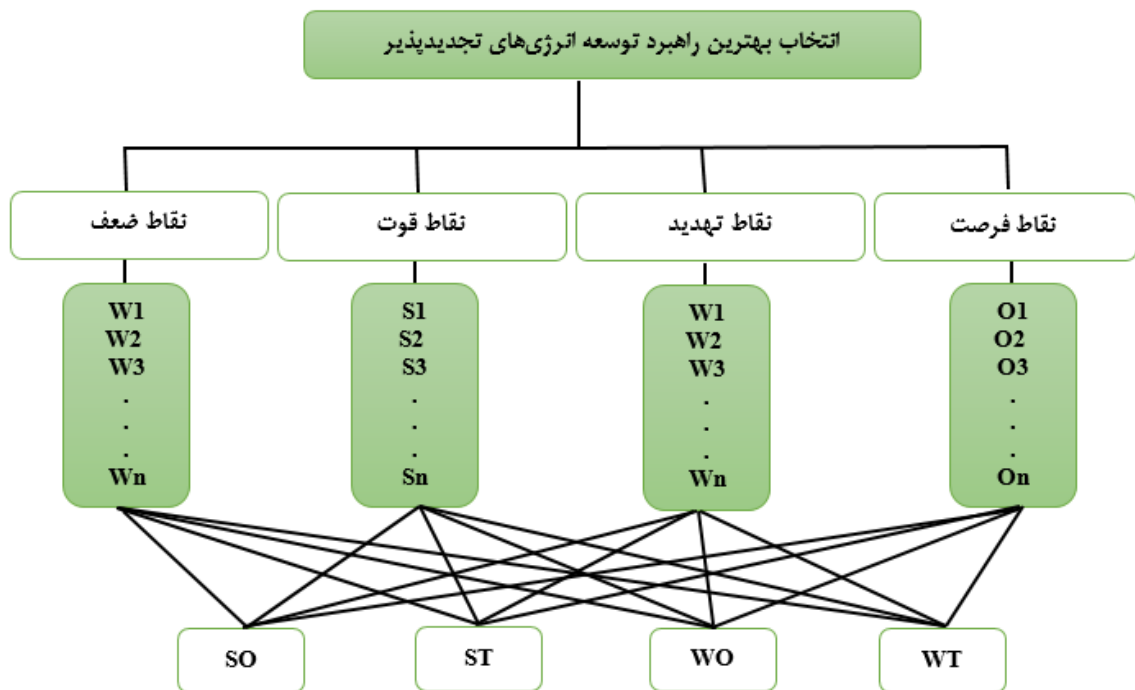 انتخاب بهترین راهبرد توسعه انرژی‌های تجدیدپذیر
نقاط فرصت
نقاط تهدید
نقاط قوت
نقاط ضعف
O1
O2
O3
.
.
.
On
W1
W2
W3
.
.
.
Wn
S1
S2
S3
.
.
.
Sn
W1
W2
W3
.
.
.
Wn
SO
ST
WO
WT